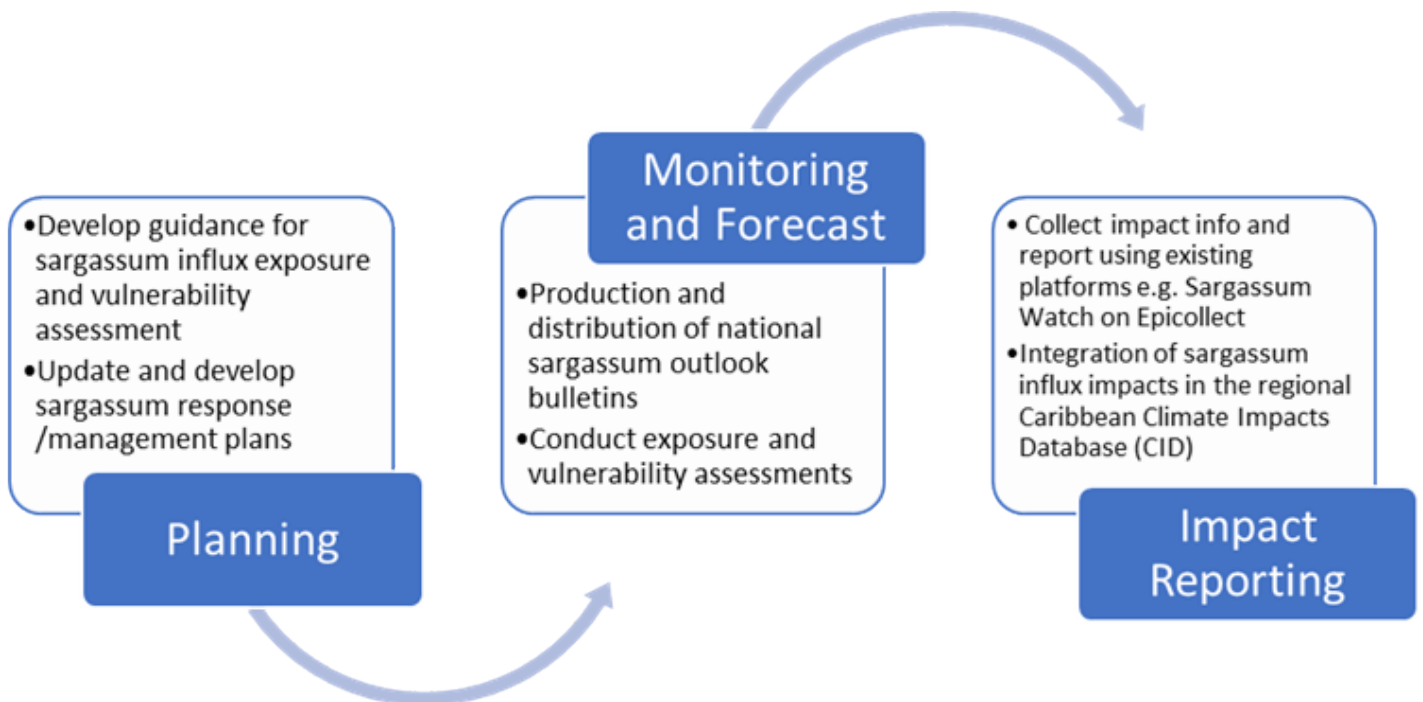 •Develop guidance for
sargassum influx exposure
and vulnerability
assessment
•Update and develop
sargassum response
/management plans
Planning
Monitoring
and Forecast
•Production and
distribution of national
sargassum outlook
bulletins
•Conduct exposure and
vulnerability assessments
• Collect impact info and
report using existing
platforms e.g. Sargassum
Watch on Epicollect
•Integration of sargassum
influx impacts in the regional
Caribbean Climate Impacts
Database (CID)
Impact
Reporting